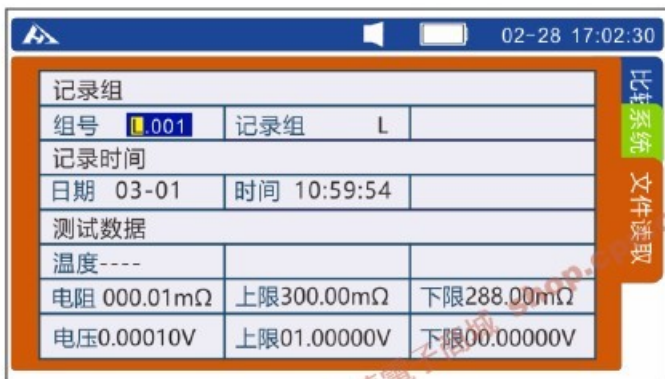 02-28 17:02:30
记录组
组号 L.001 记录组 L
记录时间
日期 03-01 时间 10:59:54
测试数据
温度----
电阻 000.01mΩ 上限300.00mΩ 下限288.00mΩ
电压0.00010V 上限01.00000V 下限00.00000V
比较
系统
文件读取